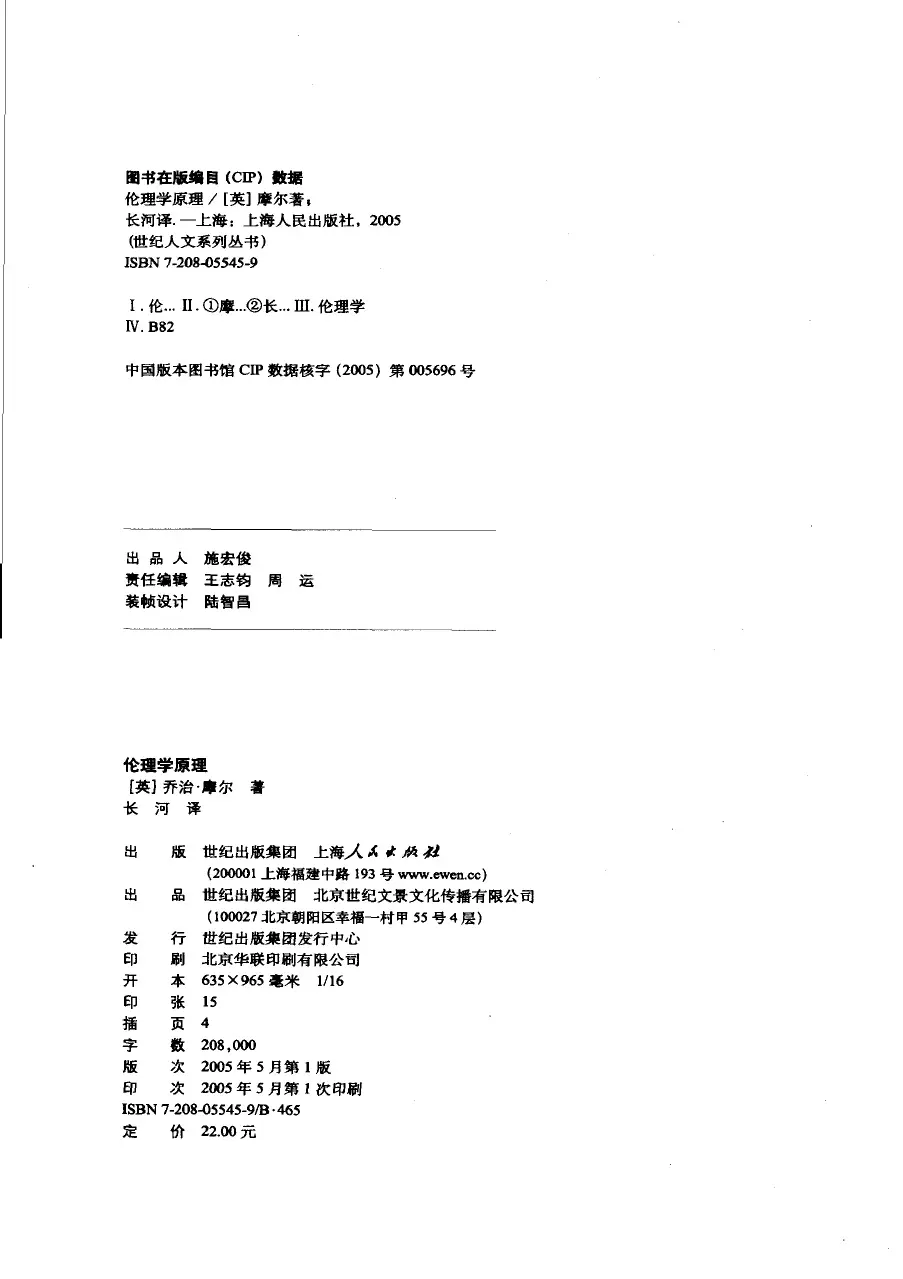 图书在版编目(CIP)数据
伦理学原理/[英]摩尔著;
长河译.—上海:上海人民出版社,2005
(世纪人文系列丛书)
ISBN 7-208-05545-9
Ⅰ.伦… Ⅱ.①摩…②长… Ⅲ.伦理学
Ⅳ.B82
中国版本图书馆CIP数据核字(2005)第005696号
出品人 施宏俊
责任编辑 王志钧 周运
装帧设计 陆智昌
伦理学原理
[英]乔治·摩尔 著
长河 译
出版 世纪出版集团 上海人民出版社
(200001上海福建中路193号www.ewen.cc)
出品 世纪出版集团 北京世纪文景文化传播有限公司
(100027北京朝阳区幸福一村甲55号4层)
发行 世纪出版集团发行中心
印刷 北京华联印刷有限公司
开本 635×965毫米 1/16
印张 15
插页 4
字数 208,000
版次 2005年5月第1版
印次 2005年5月第1次印刷
ISBN 7-208-05545-9/B·465
定价 22.00元